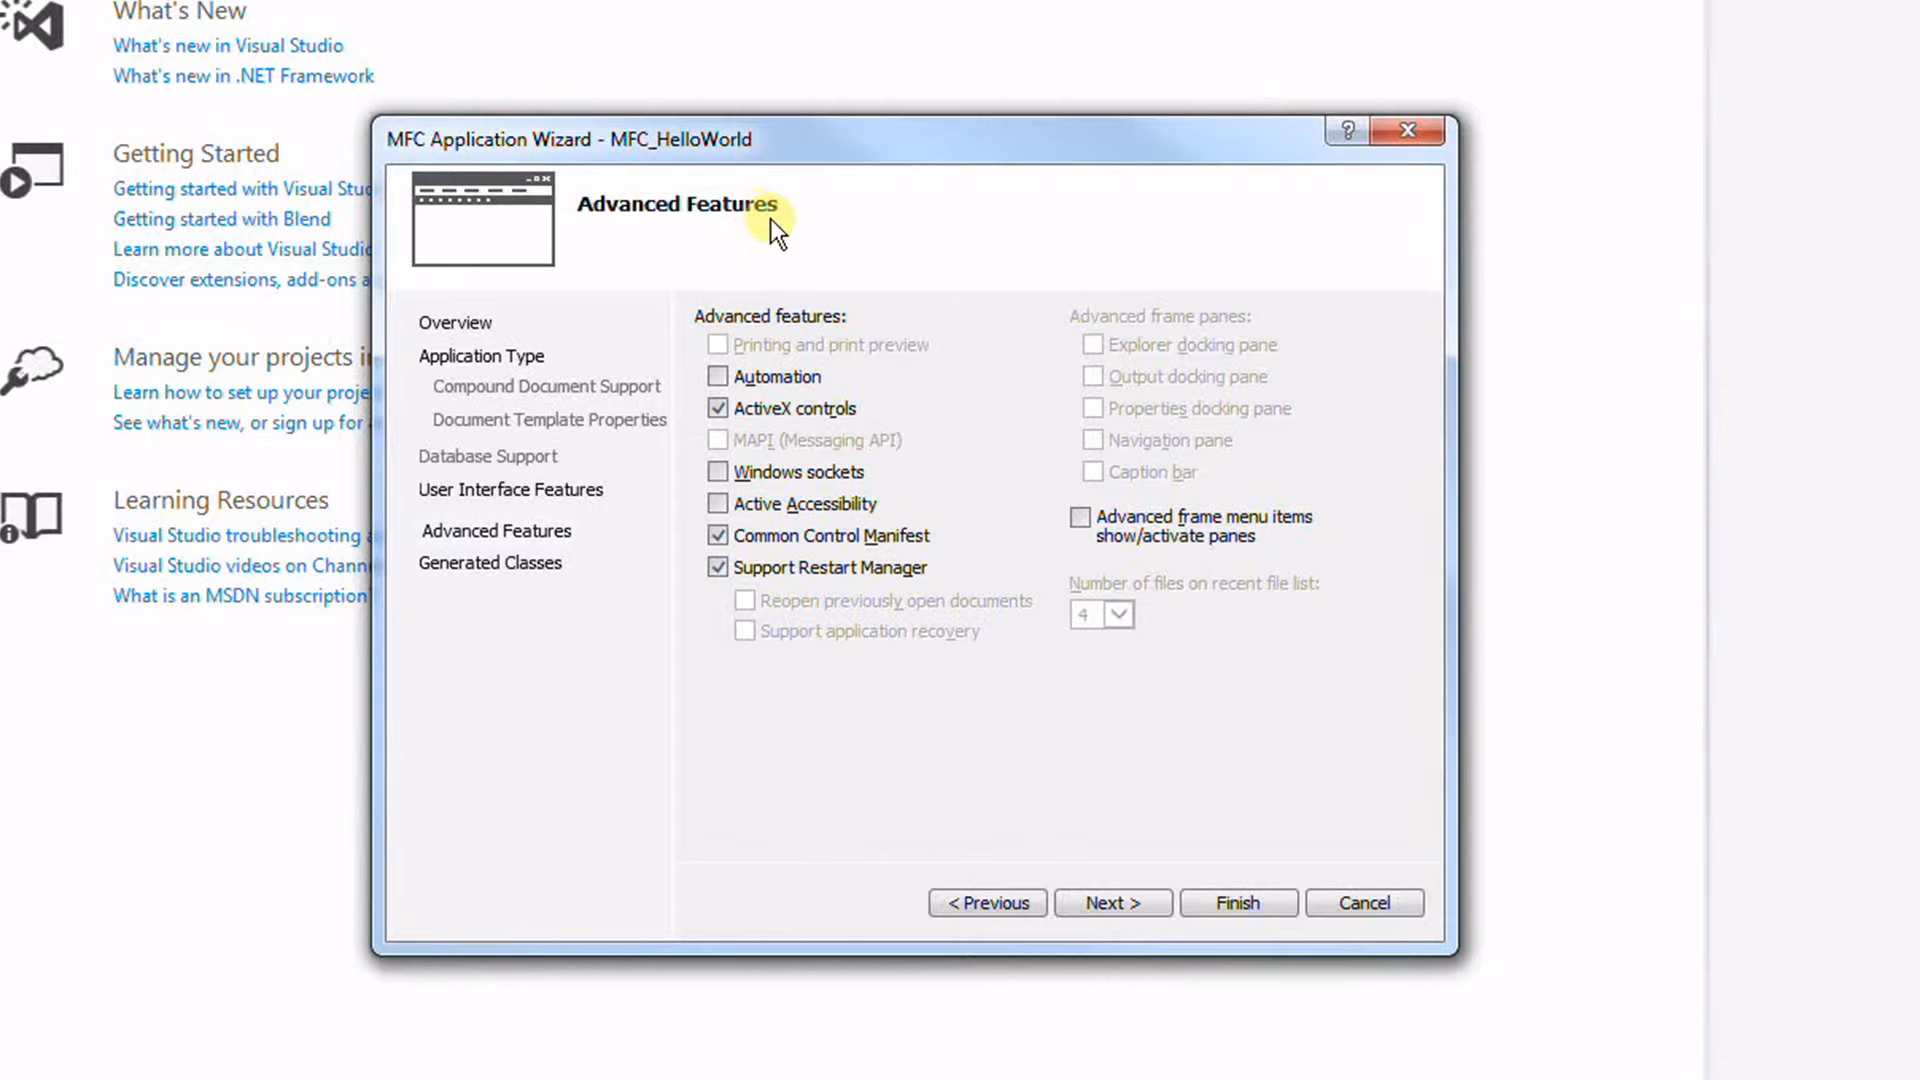 What's New
What's new in Visual Studio
What's new in .NET Framework
Getting Started
Getting started with Visual Stud
Getting started with Blend
Learn more about Visual Studio
Discover extensions, add-ons a
Manage your projects i
Learn how to set up your proje
See what's new, or sign up for
Learning Resources
Visual Studio troubleshooting
Visual Studio videos on Chann
What is an MSDN subscription
MFC Application Wizard - MFC_HelloWorld
?
Advanced Features
Overview
Application Type
Compound Document Support
Document Template Properties
Database Support
User Interface Features
Advanced Features
Generated Classes
Advanced features:
Printing and print preview
Automation
ActiveX controls
MAPI (Messaging API)
Windows sockets
Active Accessibility
Common Control Manifest
Support Restart Manager
Reopen previously open documents
Support application recovery
Advanced frame panes:
Explorer docking pane
Output docking pane
Properties docking pane
Navigation pane
Caption bar
Advanced frame menu items
show/activate panes
Number of files on recent file list:
4
< Previous
Next >
Finish
Cancel